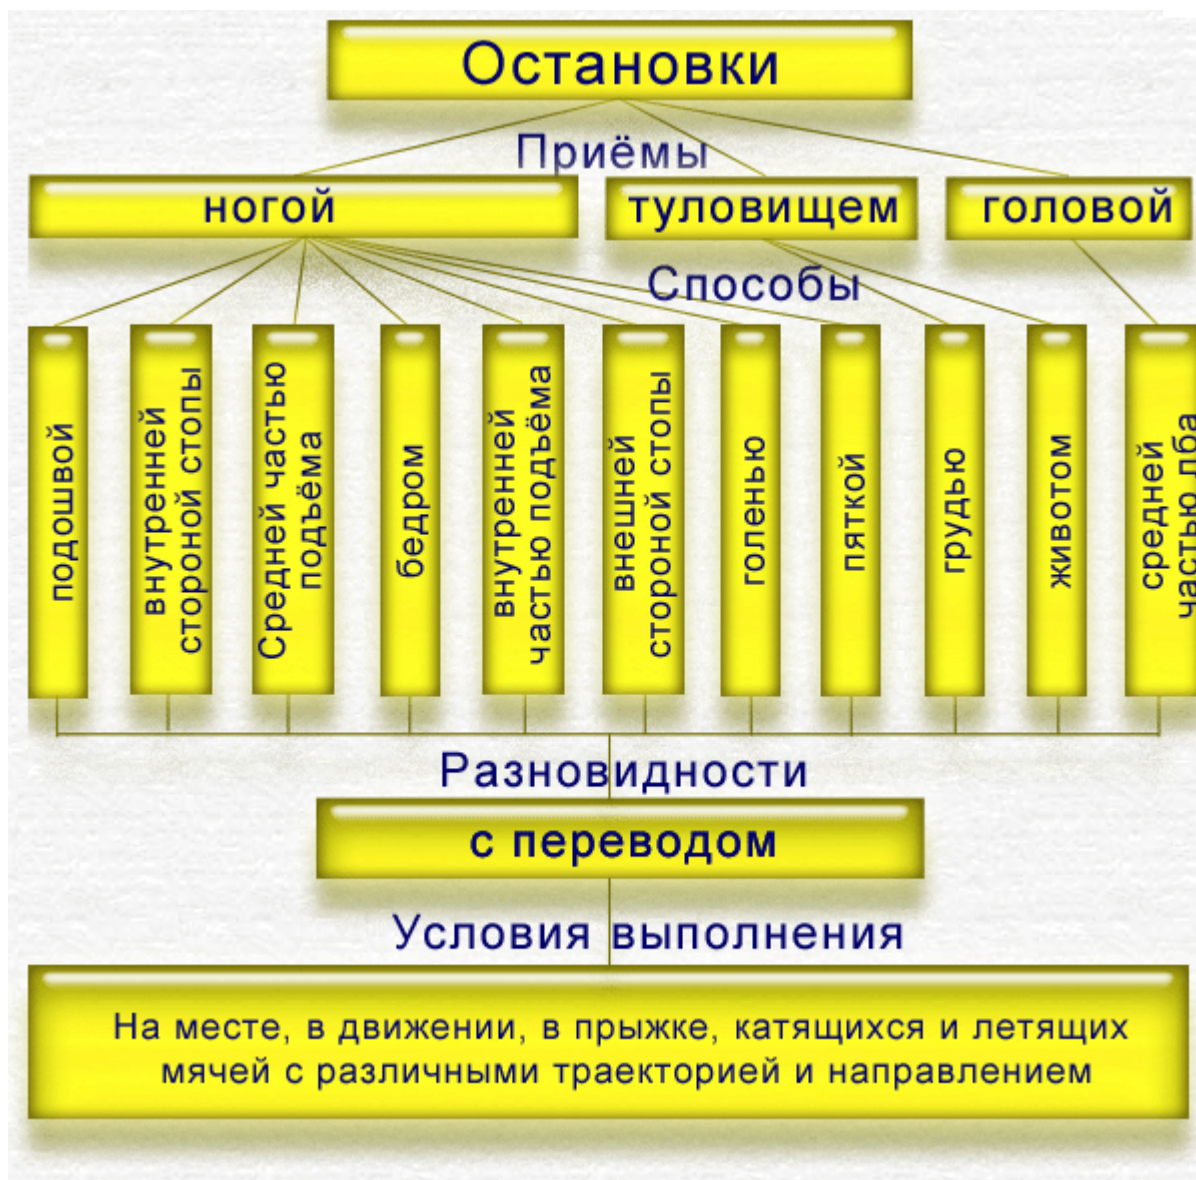 Остановки
Приёмы
ногой
туловищем
головой
Способы
подошвой
внутренней
стороной стопы
Средней частью
подъёма
бедром
внутренней
частью подъёма
внешней
стороной стопы
голенью
пяткой
грудью
животом
средней
частью лба
Разновидности
с переводом
Условия выполнения
На месте, в движении, в прыжке, катящихся и летящих
мячей с различными траекторией и направлением